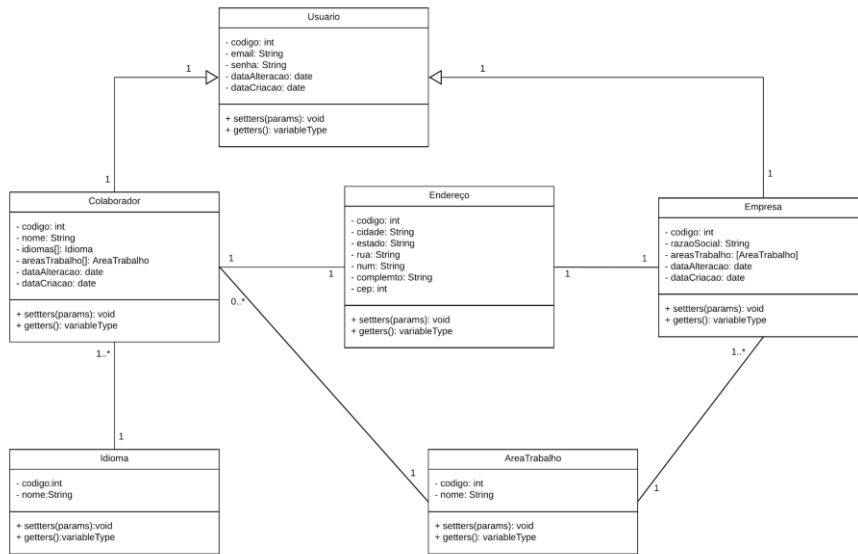 Usuario
- codigo: int
- email: String
- senha: String
- dataAlteracao: date
- dataCriacao: date
+ settters(params): void
+ getters(): variableType
1
1
1
1
Colaborador
- codigo: int
- nome: String
- idiomas[]: Idioma
- areasTrabalho[]: AreaTrabalho
- dataAlteracao: date
- dataCriacao: date
+ settters(params): void
+ getters(): variableType
Endereço
- codigo: int
- cidade: String
- estado: String
- rua: String
- num: String
- complemto: String
- cep: int
+ settters(params): void
+ getters(): variableType
Empresa
- codigo: int
- razaoSocial: String
- areasTrabalho: [AreaTrabalho]
- dataAlteracao: date
- dataCriacao: date
+ settters(params): void
+ getters(): variableType
1
1
1
1
0..*
1..*
1..*
1
1
1
Idioma
- codigo:int
- nome:String
+ settters(params):void
+ getters():variableType
AreaTrabalho
- codigo: int
- nome: String
+ settters(params): void
+ getters(): variableType